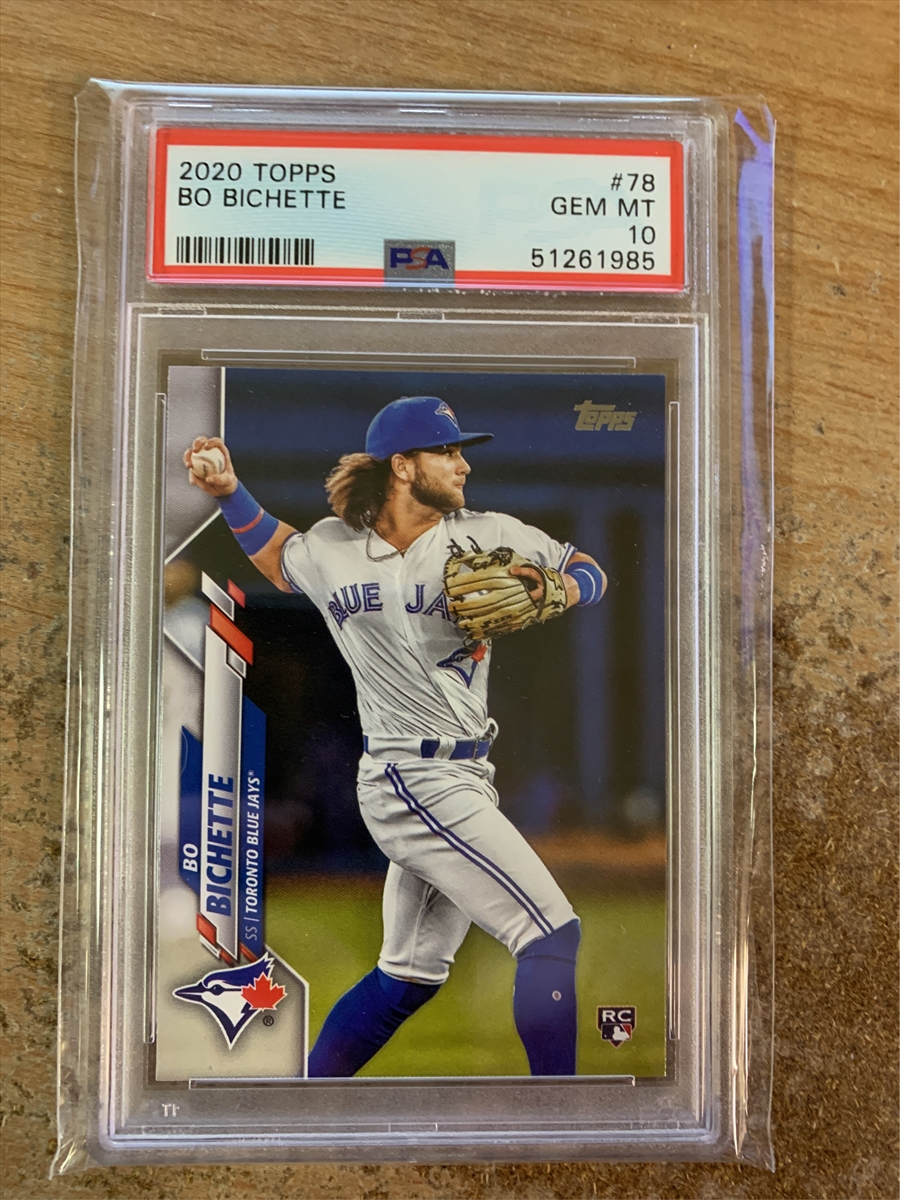 2020 TOPPS
#78
BO BICHETTE
GEM MT
10
PSA
51261985
TOPPS
BLUE JA
BO
BICHETTE
SS | TORONTO BLUE JAYS®
®
RC